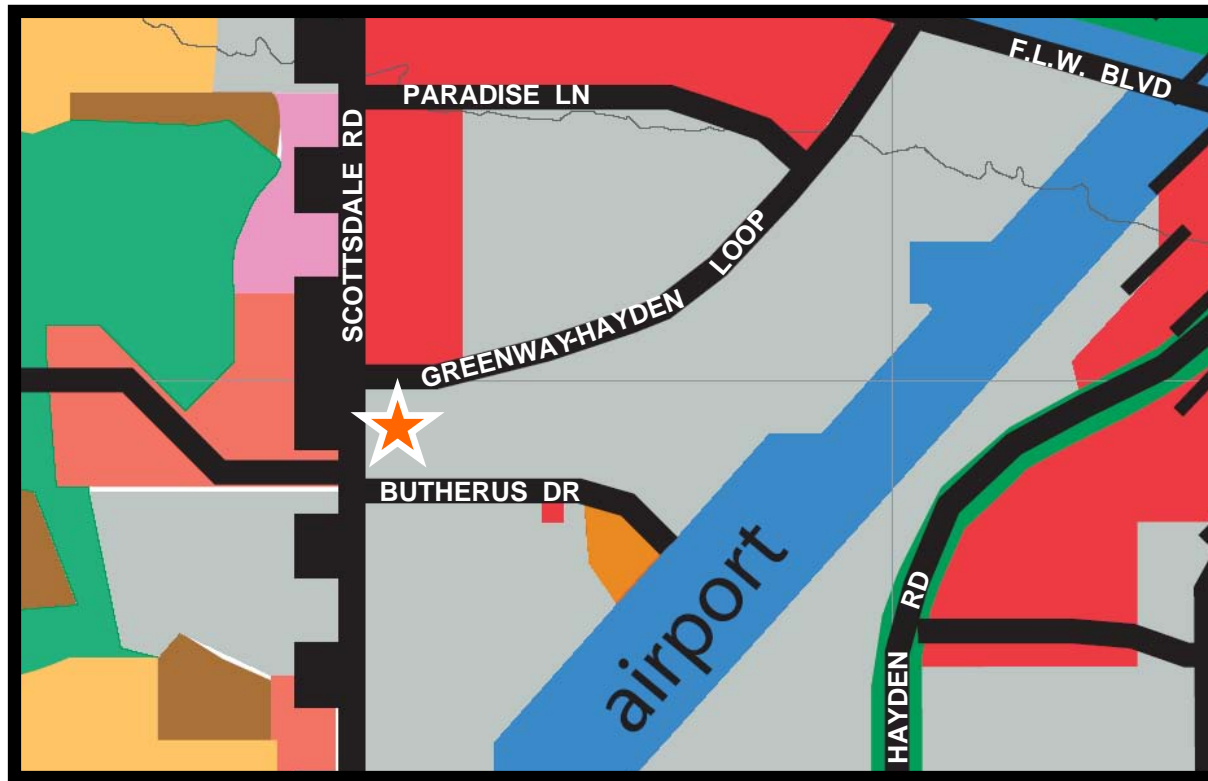 F.L.W. BLVD
PARADISE LN
SCOTTSDALE RD
LOOP
GREENWAY-HAYDEN
BUTHERUS DR
airport
RD
HAYDEN